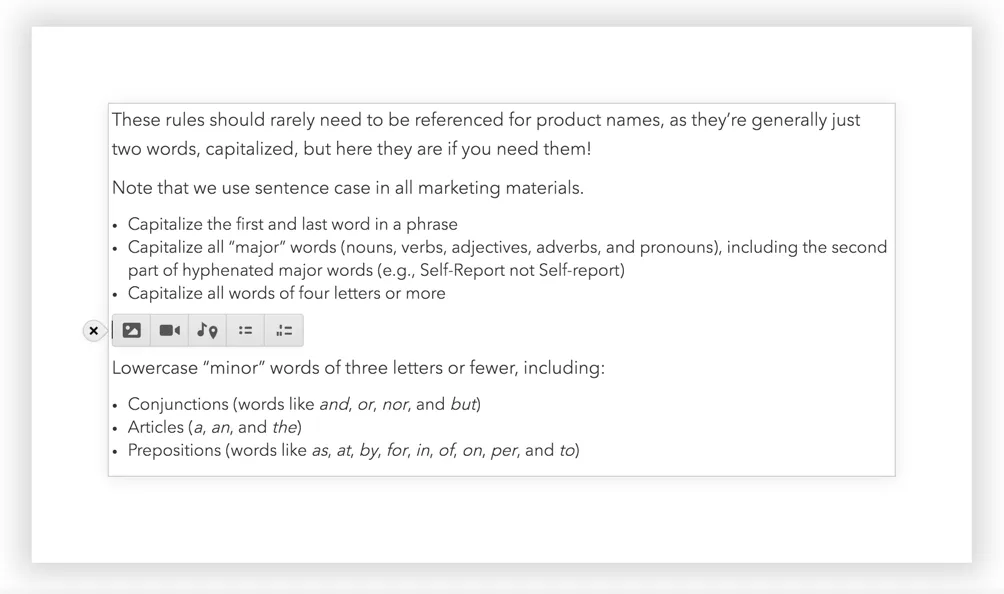 These rules should rarely need to be referenced for product names, as they’re generally just
two words, capitalized, but here they are if you need them!
Note that we use sentence case in all marketing materials.
• Capitalize the first and last word in a phrase
• Capitalize all “major” words (nouns, verbs, adjectives, adverbs, and pronouns), including the second
part of hyphenated major words (e.g., Self-Report not Self-report)
• Capitalize all words of four letters or more
Lowercase “minor” words of three letters or fewer, including:
• Conjunctions (words like and, or, nor, and but)
• Articles (a, an, and the)
• Prepositions (words like as, at, by, for, in, of, on, per, and to)